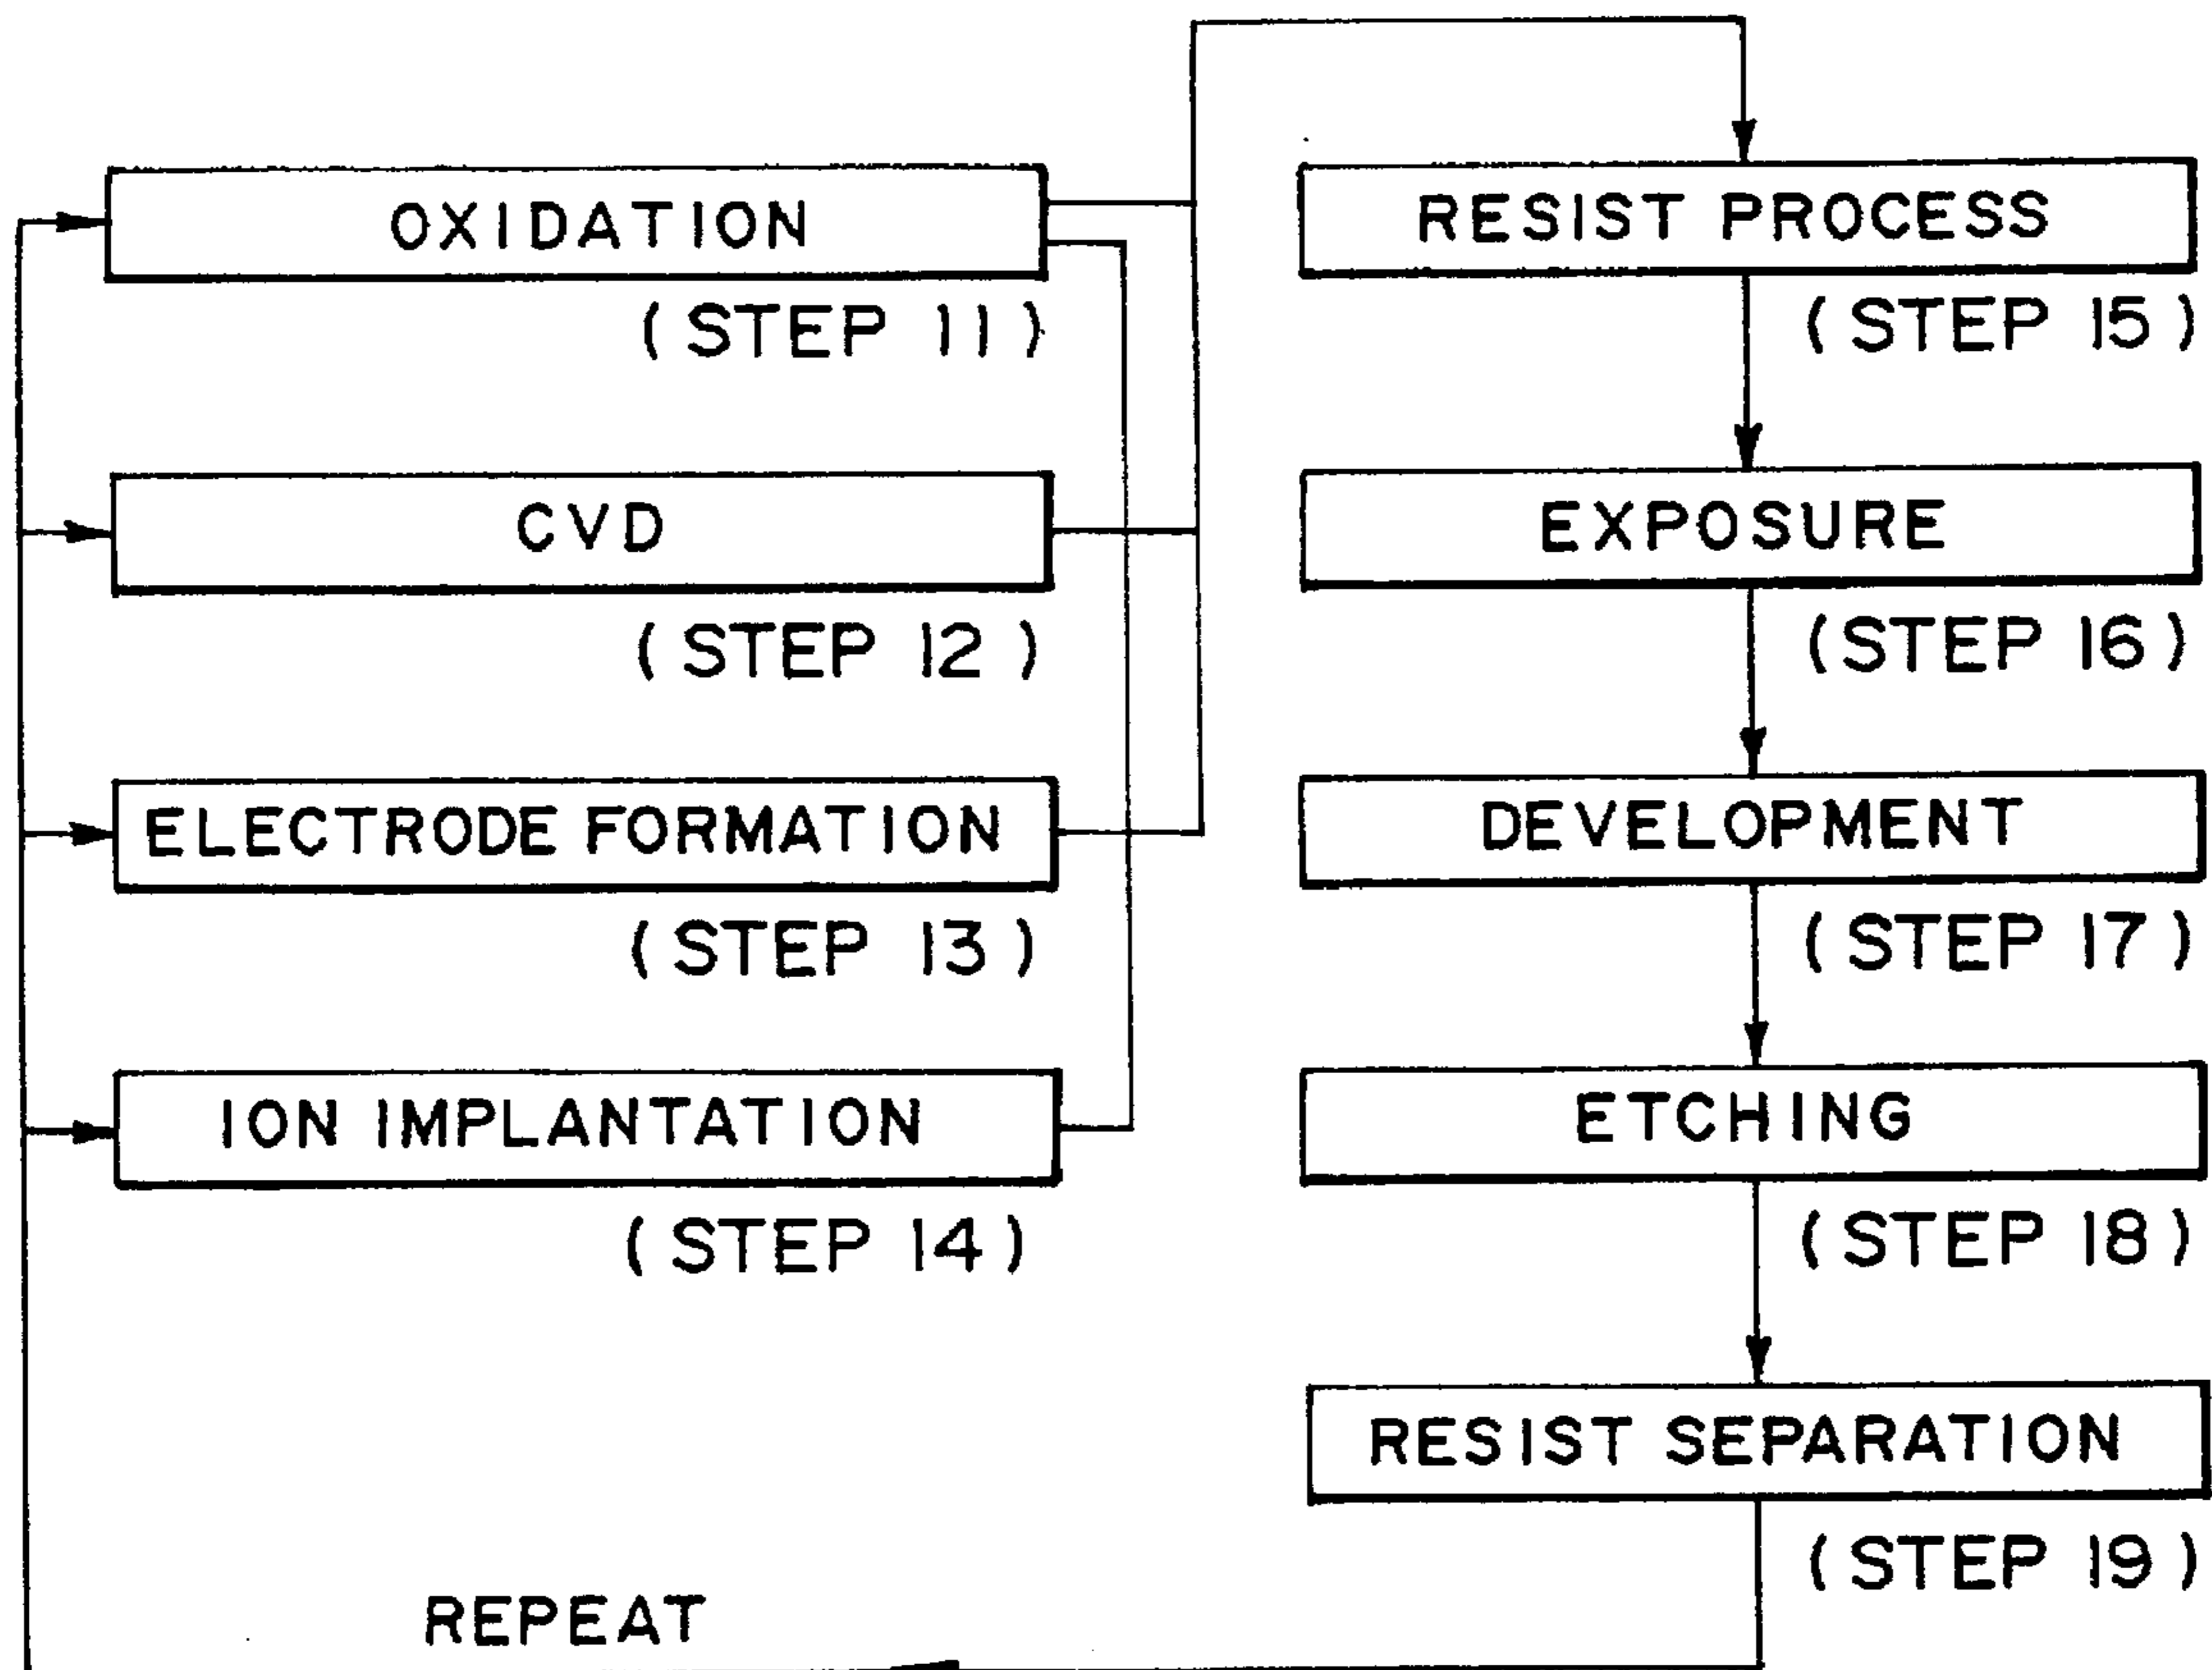 OXIDATION
(STEP 11)
CVD
(STEP 12)
ELECTRODE FORMATION
(STEP 13)
ION IMPLANTATION
(STEP 14)
RESIST PROCESS
(STEP 15)
EXPOSURE
(STEP 16)
DEVELOPMENT
(STEP 17)
ETCHING
(STEP 18)
RESIST SEPARATION
(STEP 19)
REPEAT